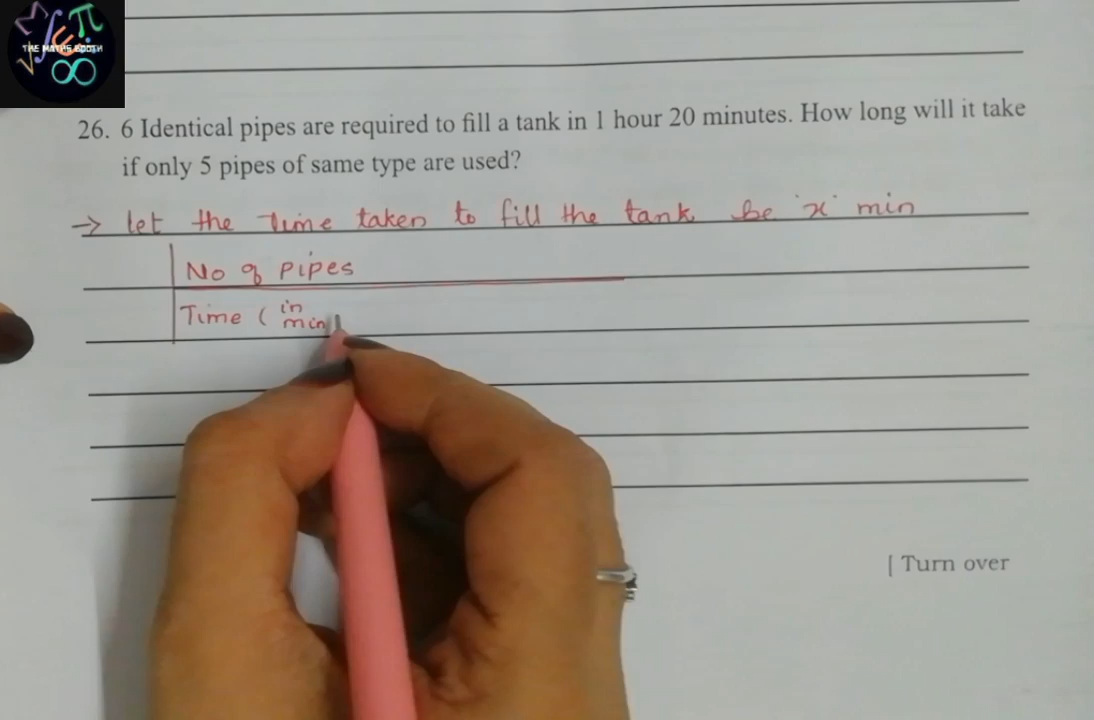 THE MATHS BOOTH
26. 6 Identical pipes are required to fill a tank in 1 hour 20 minutes. How long will it take
if only 5 pipes of same type are used?
→ let the Time taken to fill the tank be 'x' min
No of Pipes
Time ( in
min
[ Turn over